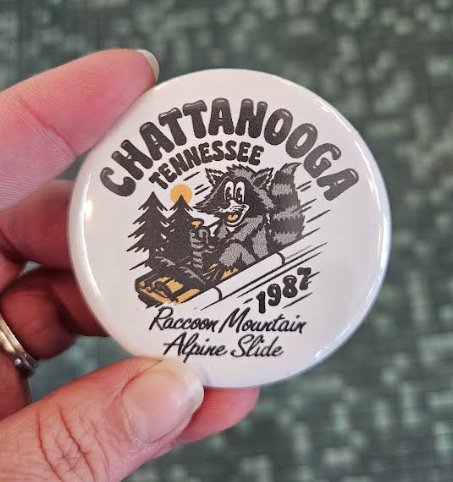 CHATTANOOGA
TENNESSEE
1987
Raccoon Mountain
Alpine Slide